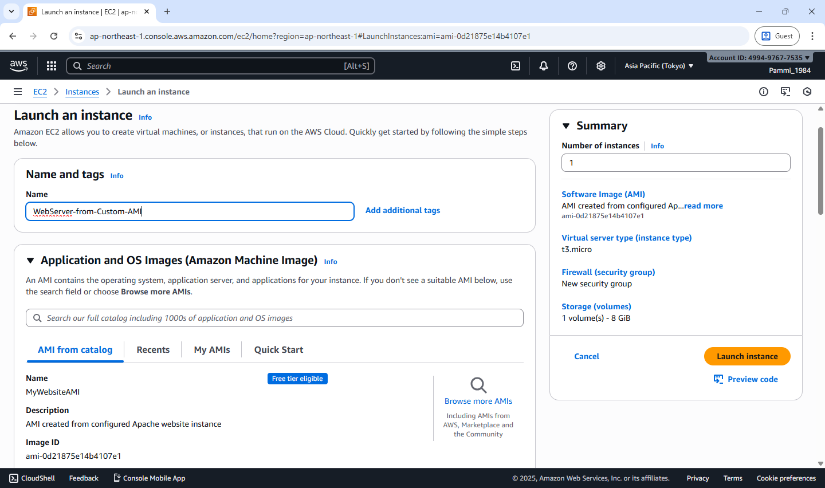 Launch an instance | EC2 | ap-n
Guest
ap-northeast-1.console.aws.amazon.com/ec2/home?region=ap-northeast-1#LaunchInstances:ami=ami-0d21875e14b4107e1
aws
Search
[Alt+S]
Asia Pacific (Tokyo) ▼
Account ID: 4994-9767-7535 ▼
Pammi_1984
EC2 > Instances > Launch an instance
Launch an instance Info
Amazon EC2 allows you to create virtual machines, or instances, that run on the AWS Cloud. Quickly get started by following the simple steps
below.
Name and tags Info
Name
WebServer-from-Custom-AMI
Add additional tags
▼ Application and OS Images (Amazon Machine Image) Info
An AMI contains the operating system, application server, and applications for your instance. If you don't see a suitable AMI below, use
the search field or choose Browse more AMIs.
Search our full catalog including 1000s of application and OS images
AMI from catalog
Recents
My AMIs
Quick Start
Name
Free tier eligible
MyWebsiteAMI
Description
AMI created from configured Apache website instance
Image ID
ami-0d21875e14b4107e1
Browse more AMIs
Including AMIs from
AWS, Marketplace and
the Community
▼ Summary
Number of instances Info
1
Software Image (AMI)
AMI created from configured Ap...read more
ami-0d21875e14b4107e1
Virtual server type (instance type)
t3.micro
Firewall (security group)
New security group
Storage (volumes)
1 volume(s) - 8 GiB
Cancel
Launch instance
Preview code
CloudShell
Feedback
Console Mobile App
© 2025, Amazon Web Services, Inc. or its affiliates.
Privacy
Terms
Cookie preferences